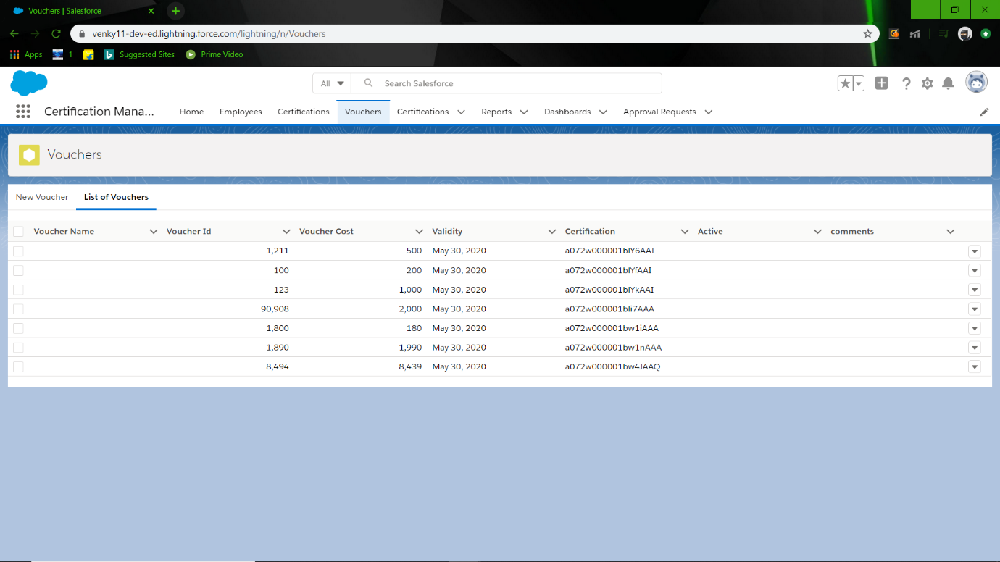 Vouchers | Salesforce
venky11-dev-ed.lightning.force.com/lightning/n/Vouchers
Apps 1 Suggested Sites Prime Video
All Search Salesforce
Certification Mana... Home Employees Certifications Vouchers Certifications Reports Dashboards Approval Requests
Vouchers
New Voucher List of Vouchers
Voucher Name Voucher Id Voucher Cost Validity Certification Active comments
1,211 500 May 30, 2020 a072w000001blY6AAI
100 200 May 30, 2020 a072w000001blYfAAI
123 1,000 May 30, 2020 a072w000001blYkAAI
90,908 2,000 May 30, 2020 a072w000001bli7AAA
1,800 180 May 30, 2020 a072w000001bw1iAAA
1,890 1,990 May 30, 2020 a072w000001bw1nAAA
8,494 8,439 May 30, 2020 a072w000001bw4JAAQ